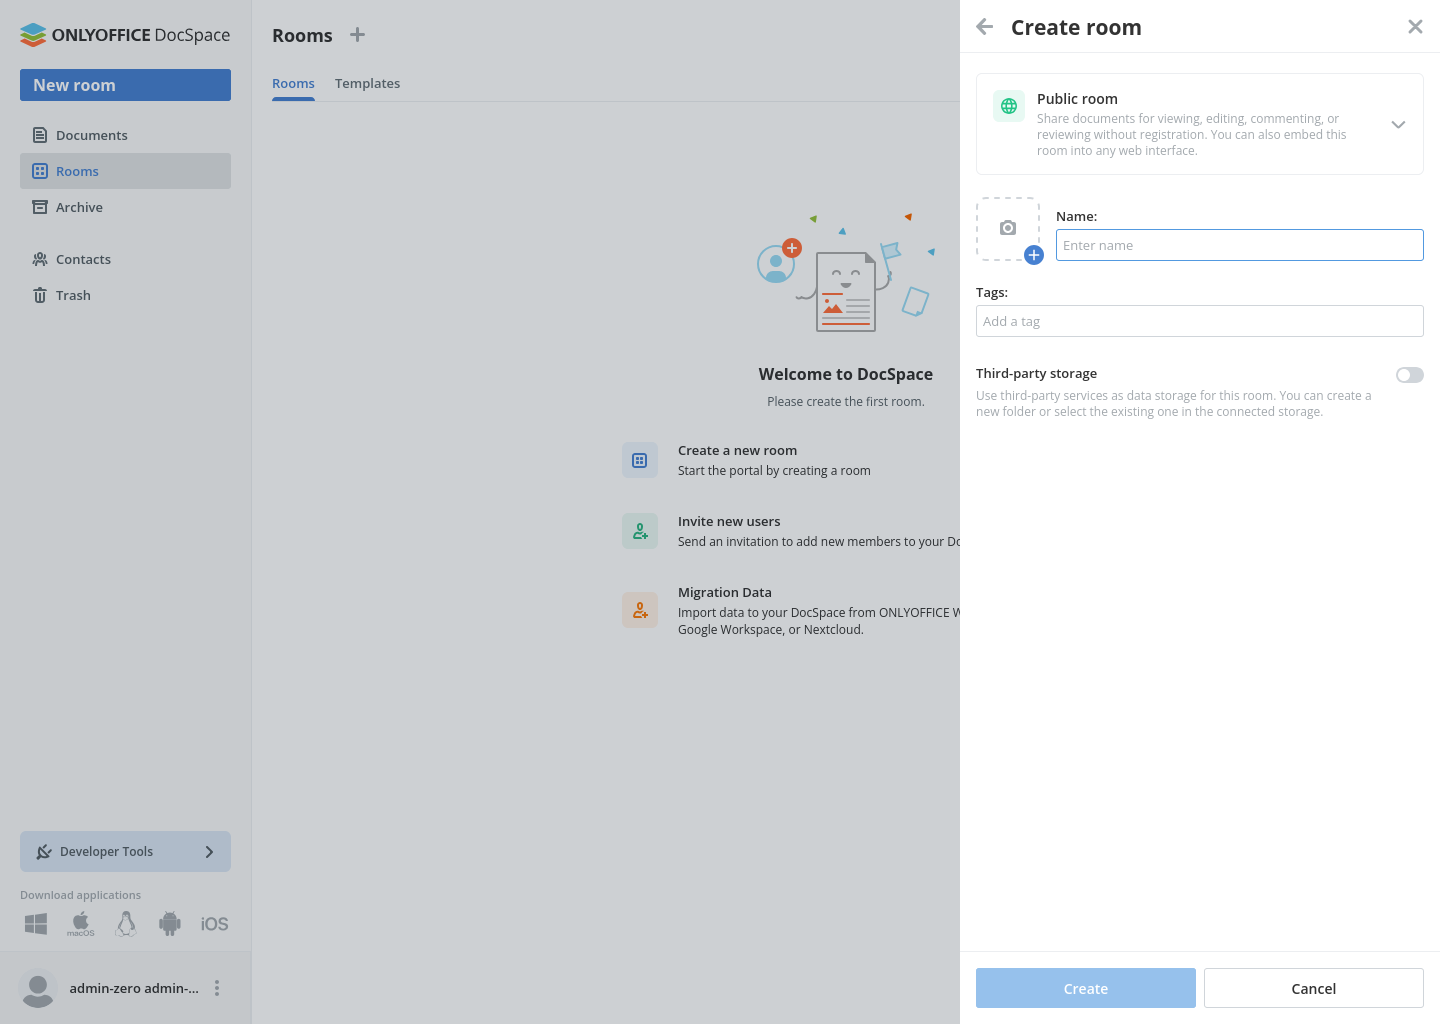 ONLYOFFICE DocSpace
New room
Documents
Rooms
Archive
Contacts
Trash
Developer Tools
Download applications
macOS
iOS
admin-zero admin-...
Rooms
Rooms Templates
Welcome to DocSpace
Please create the first room.
Create a new room
Start the portal by creating a room
Invite new users
Send an invitation to add new members to your Do
Migration Data
Import data to your DocSpace from ONLYOFFICE W
Google Workspace, or Nextcloud.
Create room
Public room
Share documents for viewing, editing, commenting, or
reviewing without registration. You can also embed this
room into any web interface.
Name:
Enter name
Tags:
Add a tag
Third-party storage
Use third-party services as data storage for this room. You can create a
new folder or select the existing one in the connected storage.
Create
Cancel